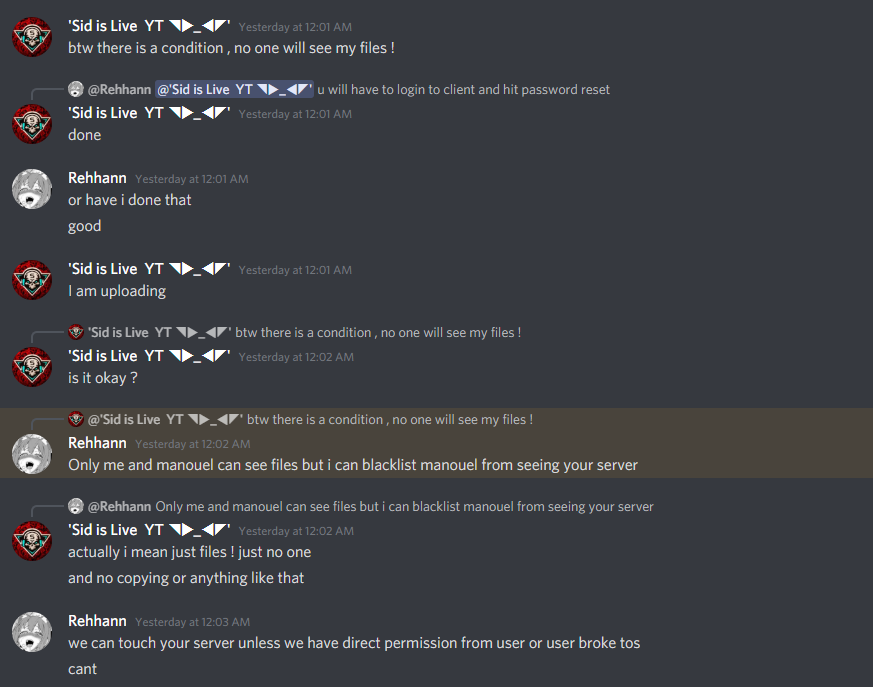 'Sid is Live YT ◥▶_◀◤' Yesterday at 12:01 AM
btw there is a condition , no one will see my files !
@Rehhann @'Sid is Live YT ◥▶_◀◤' u will have to login to client and hit password reset
'Sid is Live YT ◥▶_◀◤' Yesterday at 12:01 AM
done
Rehhann Yesterday at 12:01 AM
or have i done that
good
'Sid is Live YT ◥▶_◀◤' Yesterday at 12:01 AM
I am uploading
'Sid is Live YT ◥▶_◀◤' btw there is a condition , no one will see my files !
'Sid is Live YT ◥▶_◀◤' Yesterday at 12:02 AM
is it okay ?
@'Sid is Live YT ◥▶_◀◤' btw there is a condition , no one will see my files !
Rehhann Yesterday at 12:02 AM
Only me and manouel can see files but i can blacklist manouel from seeing your server
@Rehhann Only me and manouel can see files but i can blacklist manouel from seeing your server
'Sid is Live YT ◥▶_◀◤' Yesterday at 12:02 AM
actually i mean just files ! just no one
and no copying or anything like that
Rehhann Yesterday at 12:03 AM
we can touch your server unless we have direct permission from user or user broke tos
cant